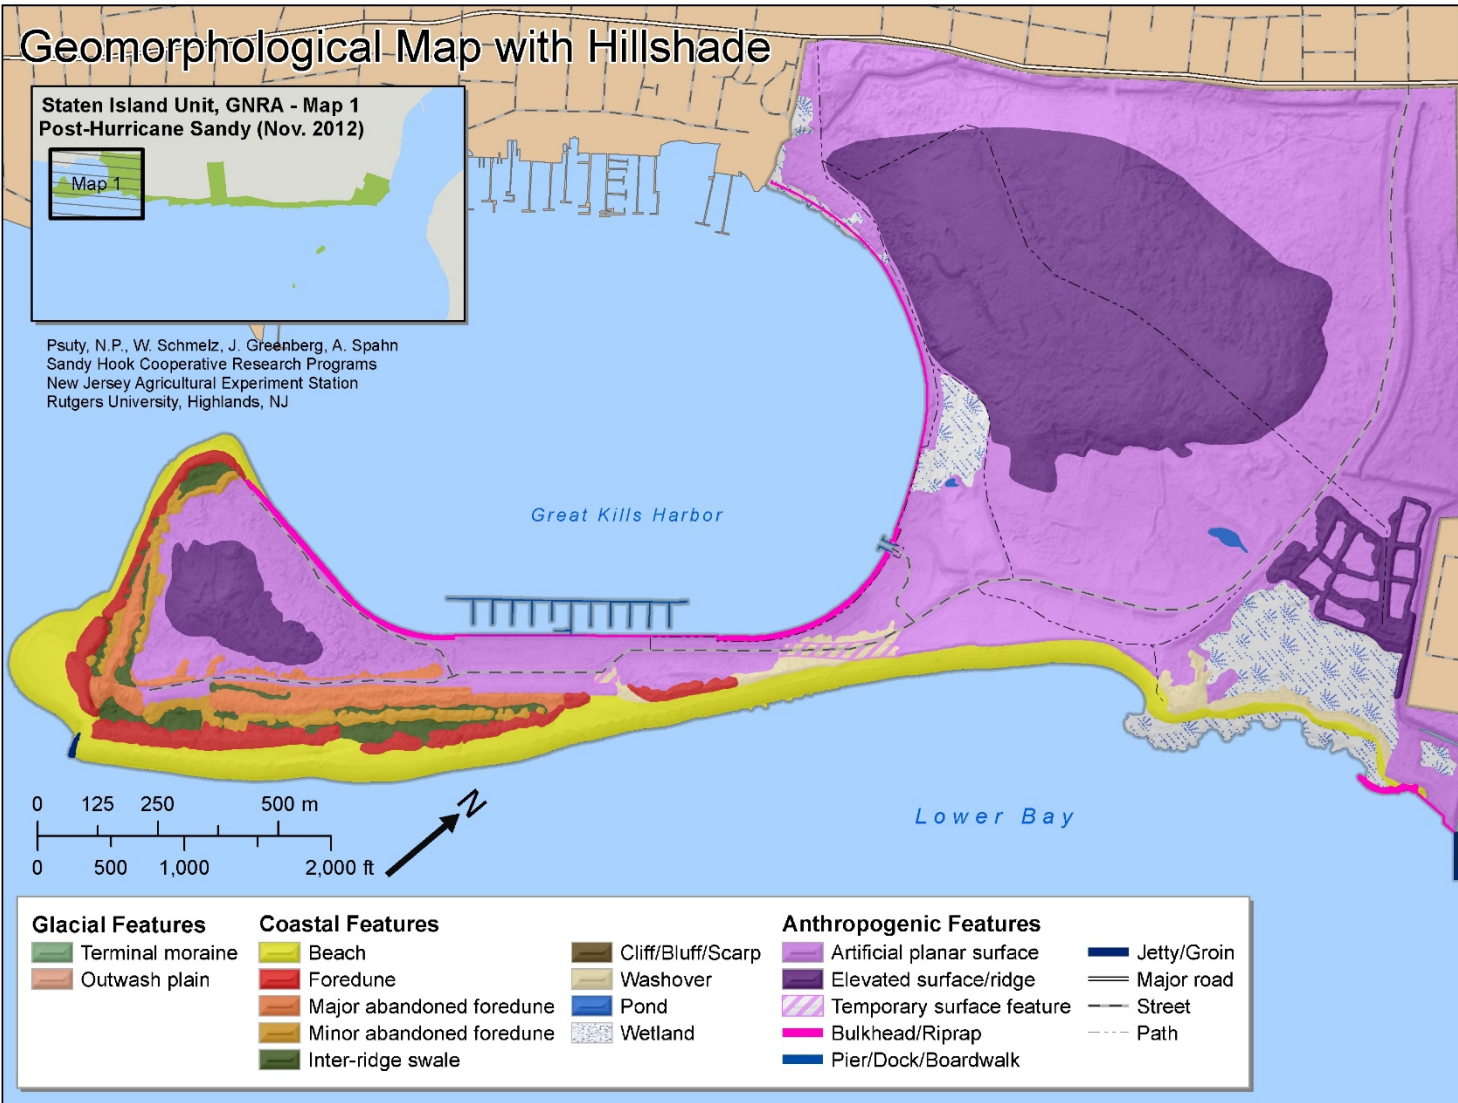 Geomorphological Map with Hillshade
Staten Island Unit, GNRA - Map 1
Post-Hurricane Sandy (Nov. 2012)
Map 1
Psuty, N.P., W. Schmelz, J. Greenberg, A. Spahn
Sandy Hook Cooperative Research Programs
New Jersey Agricultural Experiment Station
Rutgers University, Highlands, NJ
Great Kills Harbor
Lower Bay
0 125 250 500 m
0 500 1,000 2,000 ft
N
Glacial Features
Terminal moraine
Outwash plain
Coastal Features
Beach
Foredune
Major abandoned foredune
Minor abandoned foredune
Inter-ridge swale
Cliff/Bluff/Scarp
Washover
Pond
Wetland
Anthropogenic Features
Artificial planar surface
Elevated surface/ridge
Temporary surface feature
Bulkhead/Riprap
Pier/Dock/Boardwalk
Jetty/Groin
Major road
Street
Path